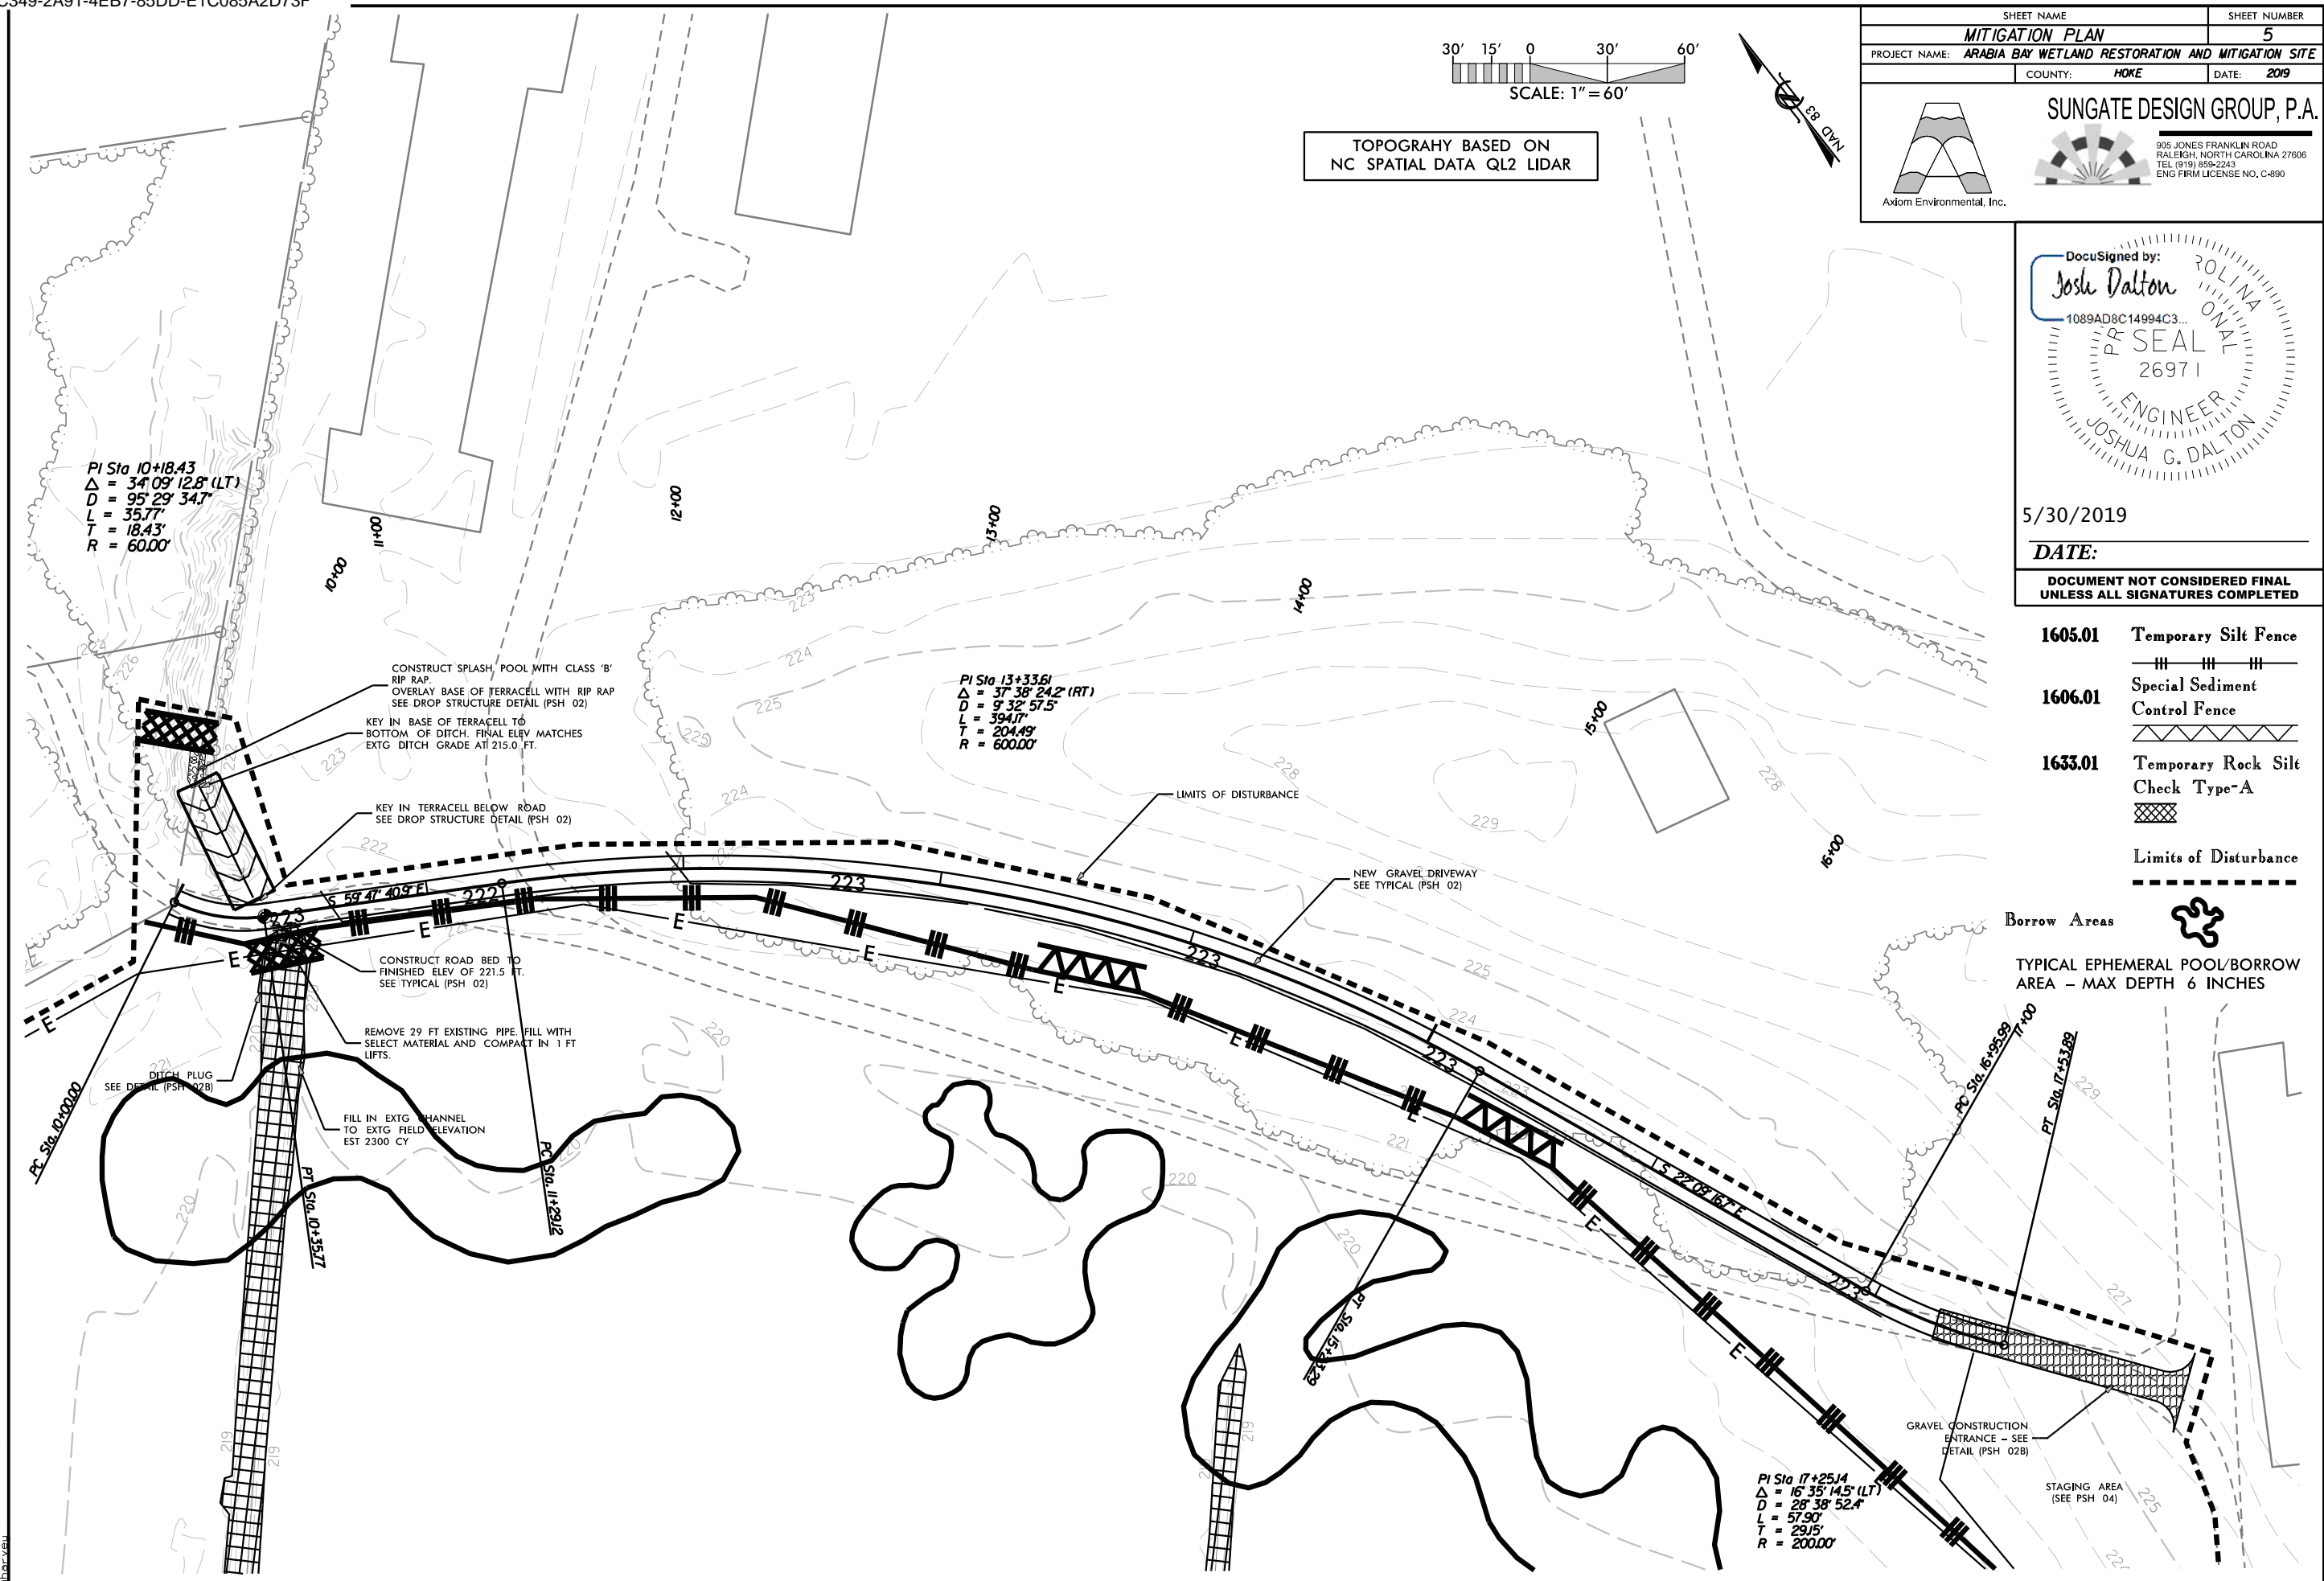 SHEET NAME
SHEET NUMBER
MITIGATION PLAN
5
PROJECT NAME: ARABIA BAY WETLAND RESTORATION AND MITIGATION SITE
COUNTY: HOKE
DATE: 2019
SUNGATE DESIGN GROUP, P.A.
905 JONES FRANKLIN ROAD
RALEIGH, NORTH CAROLINA 27606
TEL (919) 859-2243
ENG FIRM LICENSE NO. C-890
Axiom Environmental, Inc.
30' 15' 0 30' 60'
SCALE: 1"=60'
NAD 83
TOPOGRAHY BASED ON
NC SPATIAL DATA QL2 LIDAR
DocuSigned by:
Josh Dalton
1089AD8C14994C3...
SEAL
26971
ENGINEER
JOSHUA G. DALTON
5/30/2019
DATE:
DOCUMENT NOT CONSIDERED FINAL
UNLESS ALL SIGNATURES COMPLETED
1605.01 Temporary Silt Fence
1606.01 Special Sediment
Control Fence
1633.01 Temporary Rock Silt
Check Type-A
Limits of Disturbance
Borrow Areas
TYPICAL EPHEMERAL POOL/BORROW
AREA – MAX DEPTH 6 INCHES
PI Sta 10+18.43
Δ = 34° 09' 12.8" (LT)
D = 95° 29' 34.7"
L = 35.77'
T = 18.43'
R = 60.00'
10+00
11+00
12+00
13+00
14+00
15+00
16+00
17+00
CONSTRUCT SPLASH POOL WITH CLASS 'B'
RIP RAP.
OVERLAY BASE OF TERRACELL WITH RIP RAP
SEE DROP STRUCTURE DETAIL (PSH 02)
KEY IN BASE OF TERRACELL TO
BOTTOM OF DITCH. FINAL ELEV MATCHES
EXTG DITCH GRADE AT 215.0 FT.
KEY IN TERRACELL BELOW ROAD
SEE DROP STRUCTURE DETAIL (PSH 02)
PI Sta 13+33.61
Δ = 37° 38' 24.2" (RT)
D = 9° 32' 57.5"
L = 394.17'
T = 204.49'
R = 600.00'
LIMITS OF DISTURBANCE
NEW GRAVEL DRIVEWAY
SEE TYPICAL (PSH 02)
S 59° 47' 40.9" E
CONSTRUCT ROAD BED TO
FINISHED ELEV OF 221.5 FT.
SEE TYPICAL (PSH 02)
REMOVE 29 FT EXISTING PIPE. FILL WITH
SELECT MATERIAL AND COMPACT IN 1 FT
LIFTS.
DITCH PLUG
SEE DETAIL (PSH 02B)
FILL IN EXTG CHANNEL
TO EXTG FIELD ELEVATION
EST 2300 CY
PC Sta. 10+00.00
PT Sta. 10+35.77
PC Sta. 11+29.12
PT Sta. 15+23.29
S 22° 09' 16.7" E
PC Sta. 16+95.99
PT Sta. 17+53.89
GRAVEL CONSTRUCTION
ENTRANCE – SEE
DETAIL (PSH 02B)
STAGING AREA
(SEE PSH 04)
PI Sta 17+25.14
Δ = 16° 35' 14.5" (LT)
D = 28° 38' 52.4"
L = 57.90'
T = 29.15'
R = 200.00'